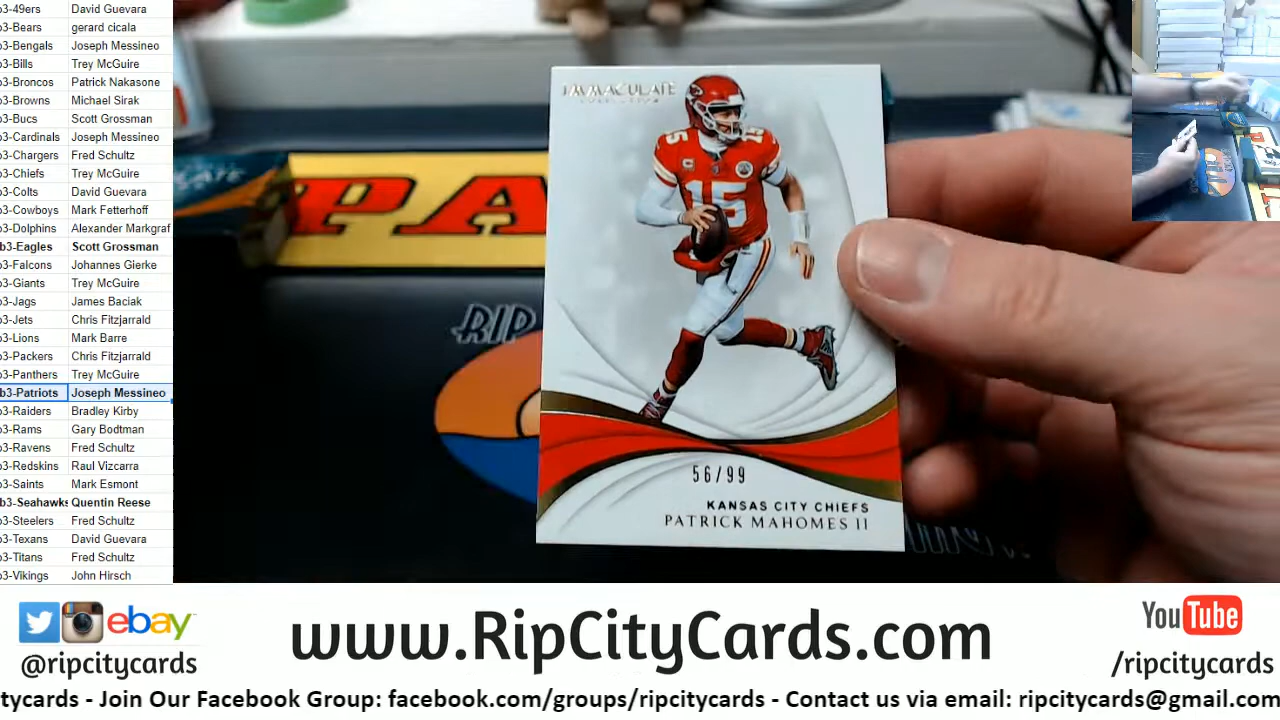 b3-49ers David Guevara
b3-Bears gerard cicala
b3-Bengals Joseph Messineo
b3-Bills Trey McGuire
b3-Broncos Patrick Nakasone
b3-Browns Michael Sirak
b3-Bucs Scott Grossman
b3-Cardinals Joseph Messineo
b3-Chargers Fred Schultz
b3-Chiefs Trey McGuire
b3-Colts David Guevara
b3-Cowboys Mark Fetterhoff
b3-Dolphins Alexander Markgraf
b3-Eagles Scott Grossman
b3-Falcons Johannes Gierke
b3-Giants Trey McGuire
b3-Jags James Baciak
b3-Jets Chris Fitzjarrald
b3-Lions Mark Barre
b3-Packers Chris Fitzjarrald
b3-Panthers Trey McGuire
b3-Patriots Joseph Messineo
b3-Raiders Bradley Kirby
b3-Rams Gary Bodtman
b3-Ravens Fred Schultz
b3-Redskins Raul Vizcarra
b3-Saints Mark Esmont
b3-Seahawks Quentin Reese
b3-Steelers Fred Schultz
b3-Texans David Guevara
b3-Titans Fred Schultz
b3-Vikings John Hirsch
IMMACULATE
COLLECTION
15 15
15
PA
RIP
56/99
KANSAS CITY CHIEFS
PATRICK MAHOMES II
ebay
@ripcitycards
www.RipCityCards.com
YouTube
/ripcitycards
tycards - Join Our Facebook Group: facebook.com/groups/ripcitycards - Contact us via email: ripcitycards@gmail.com